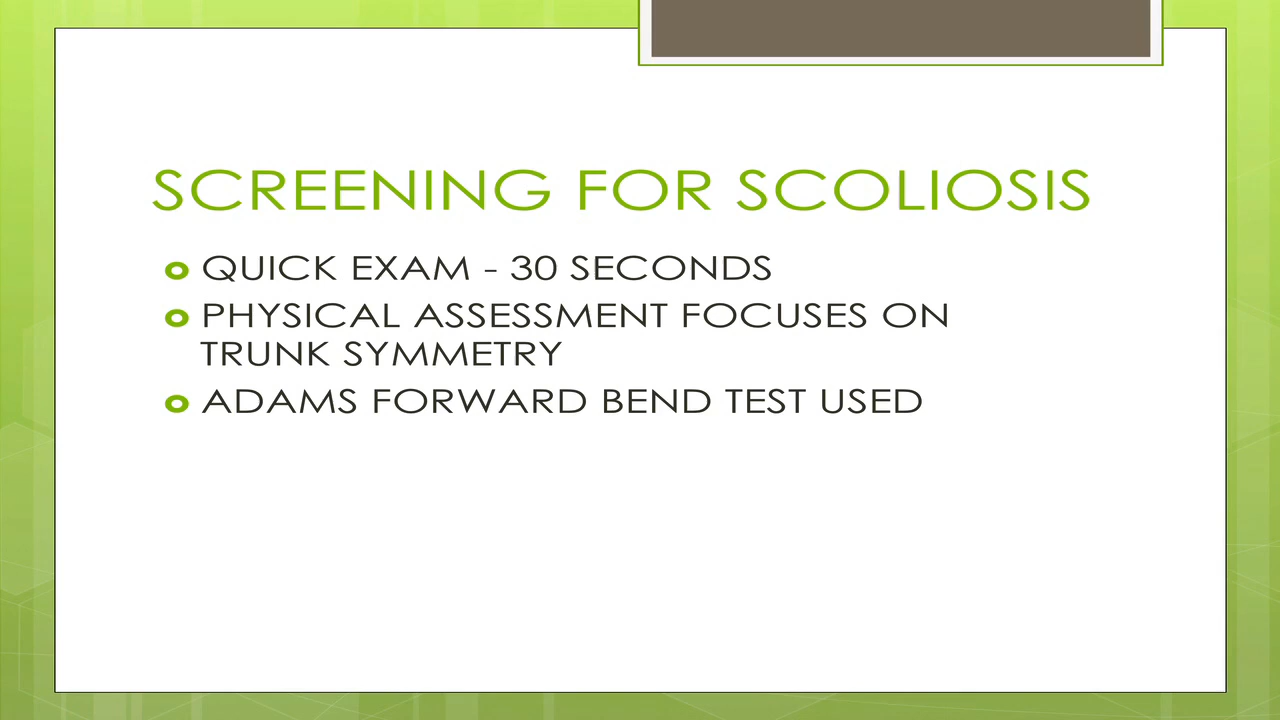 SCREENING FOR SCOLIOSIS
QUICK EXAM - 30 SECONDS
PHYSICAL ASSESSMENT FOCUSES ON
TRUNK SYMMETRY
ADAMS FORWARD BEND TEST USED